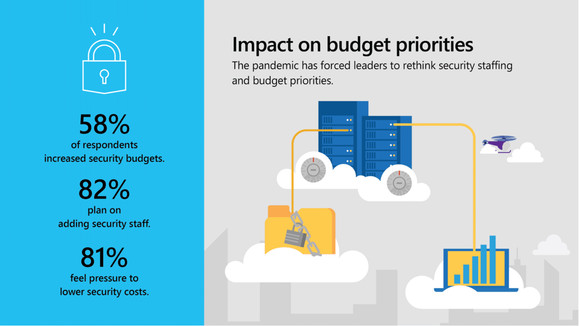 58%
of respondents
increased security budgets.
82%
plan on
adding security staff.
81%
feel pressure to
lower security costs.
Impact on budget priorities
The pandemic has forced leaders to rethink security staffing
and budget priorities.